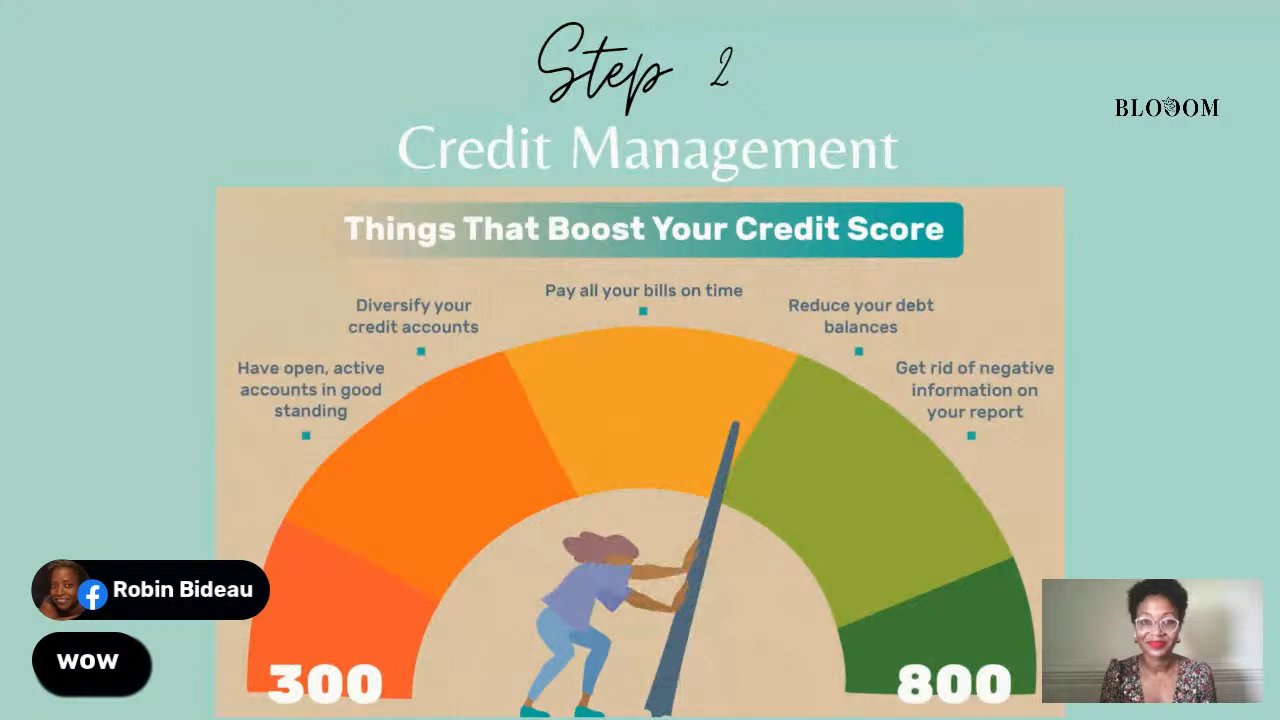 Step 2
BLOOOM
Credit Management
Things That Boost Your Credit Score
Pay all your bills on time
Diversify your
credit accounts
Reduce your debt
balances
Have open, active
accounts in good
standing
Get rid of negative
information on
your report
Robin Bideau
wow
300
800